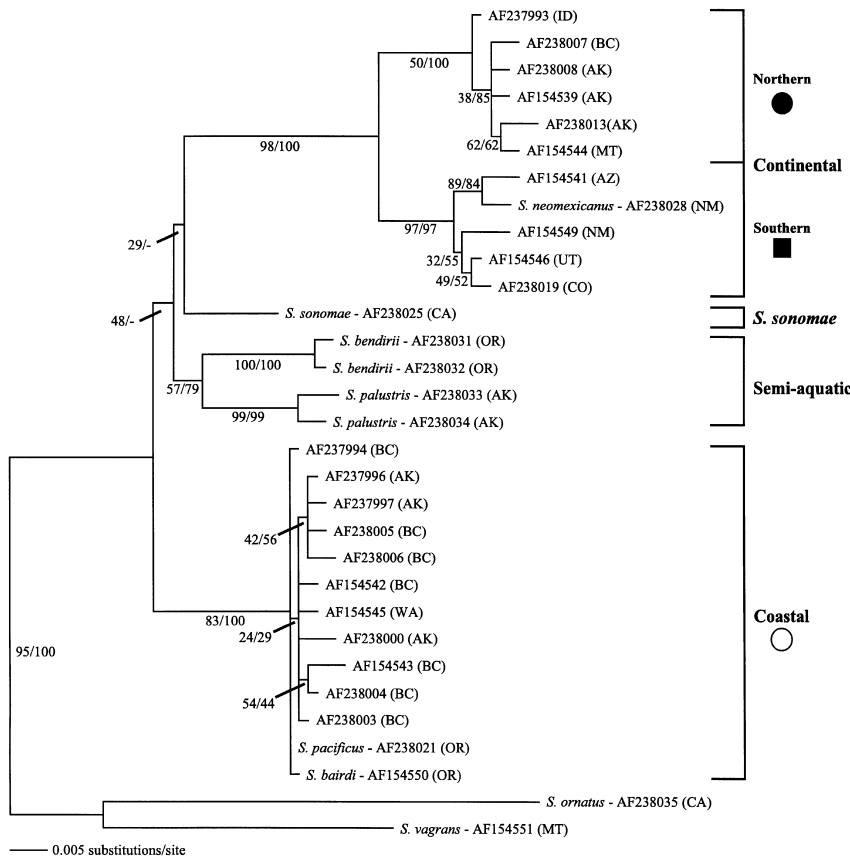 AF237993 (ID)
AF238007 (BC)
50/100
Northern
AF238008 (AK)
38/85
AF154539 (AK)
AF238013(AK)
62/62
98/100
AF154544 (MT)
Continental
AF154541 (AZ)
89/84
S. neomexicanus - AF238028 (NM)
97/97
AF154549 (NM)
Southern
29/-
32/55
AF154546 (UT)
49/52
AF238019 (CO)
S. sonomae - AF238025 (CA)
S. sonomae
48/-
S. bendirii - AF238031 (OR)
100/100
S. bendirii - AF238032 (OR)
57/79
Semi-aquatic
S. palustris - AF238033 (AK)
99/99
S. palustris - AF238034 (AK)
AF237994 (BC)
AF237996 (AK)
AF237997 (AK)
AF238005 (BC)
42/56
AF238006 (BC)
AF154542 (BC)
AF154545 (WA)
83/100
Coastal
24/29
AF238000 (AK)
95/100
AF154543 (BC)
AF238004 (BC)
54/44
AF238003 (BC)
S. pacificus - AF238021 (OR)
S. bairdi - AF154550 (OR)
S. ornatus - AF238035 (CA)
S. vagrans - AF154551 (MT)
0.005 substitutions/site